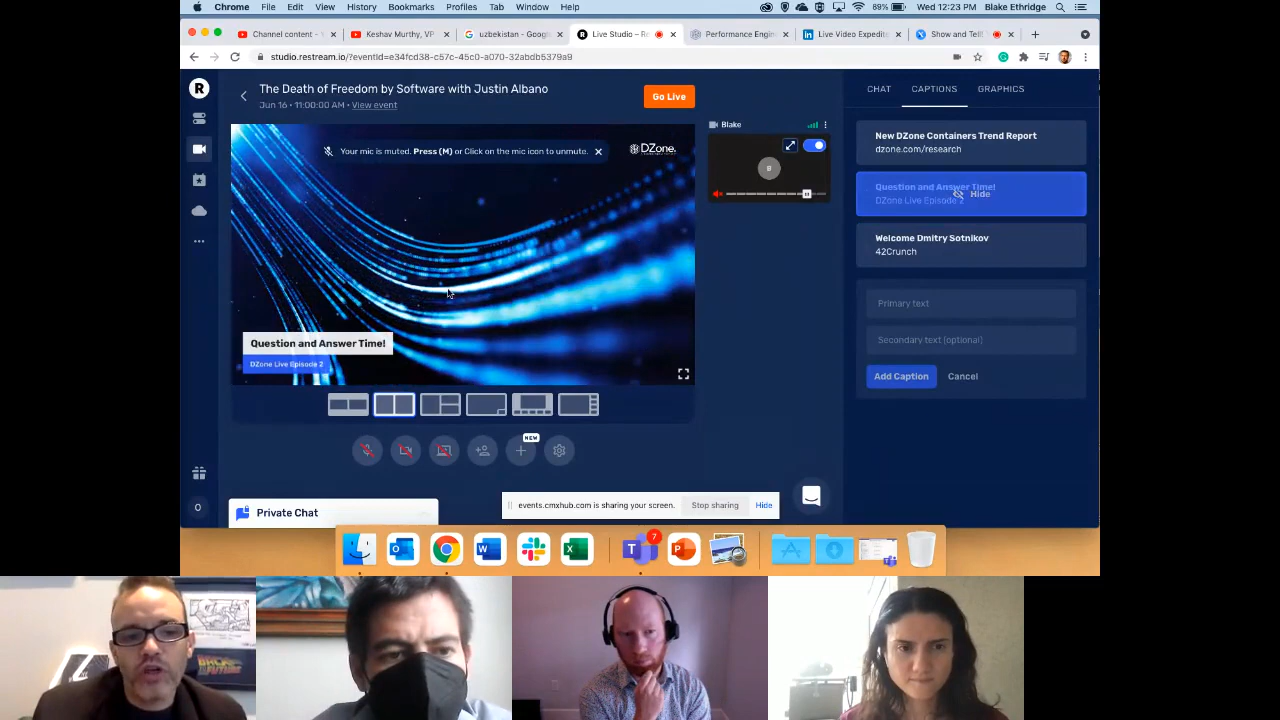 Chrome File Edit View History Bookmarks Profiles Tab Window Help 89% Wed 12:23 PM Blake Ethridge
Channel content -
Keshav Murthy, VP
uzbekistan - Google
Live Studio – Re
Performance Engin
Live Video Expedite
Show and Tell!
studio.restream.io/?eventId=e34fcd38-c57c-45c0-a070-32abdb5379a9
R
The Death of Freedom by Software with Justin Albano
Jun 16 • 11:00:00 AM • View event
Go Live
CHAT CAPTIONS GRAPHICS
Your mic is muted. Press (M) or Click on the mic icon to unmute.
DZone.
Blake
B
New DZone Containers Trend Report
dzone.com/research
Question and Answer Time!
DZone Live Episode 2
Hide
Welcome Dmitry Sotnikov
42Crunch
Primary text
Secondary text (optional)
Add Caption Cancel
Question and Answer Time!
DZone Live Episode 2
NEW
Private Chat
O
events.cmxhub.com is sharing your screen. Stop sharing Hide
7
BACK
FUTURE